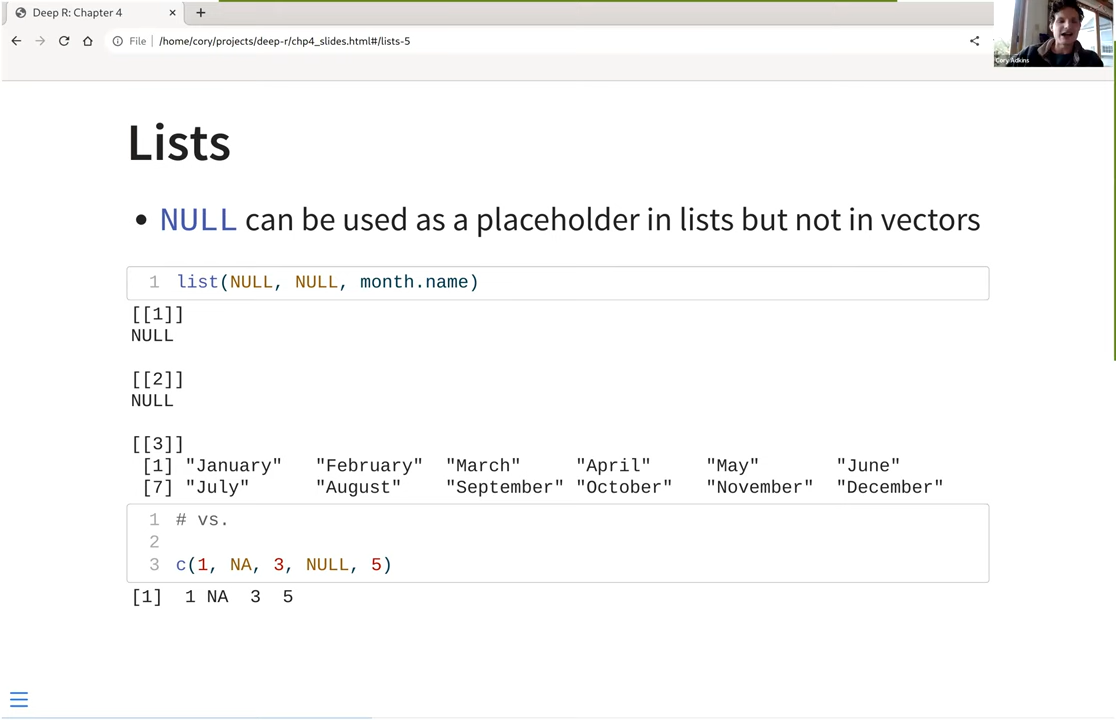 Deep R: Chapter 4
File /home/cory/projects/deep-r/chp4_slides.html#/lists-5
Cory Adkins
Lists
• NULL can be used as a placeholder in lists but not in vectors
1 list(NULL, NULL, month.name)
[[1]]
NULL
[[2]]
NULL
[[3]]
[1] "January" "February" "March" "April" "May" "June"
[7] "July" "August" "September" "October" "November" "December"
1 # vs.
2
3 c(1, NA, 3, NULL, 5)
[1] 1 NA 3 5